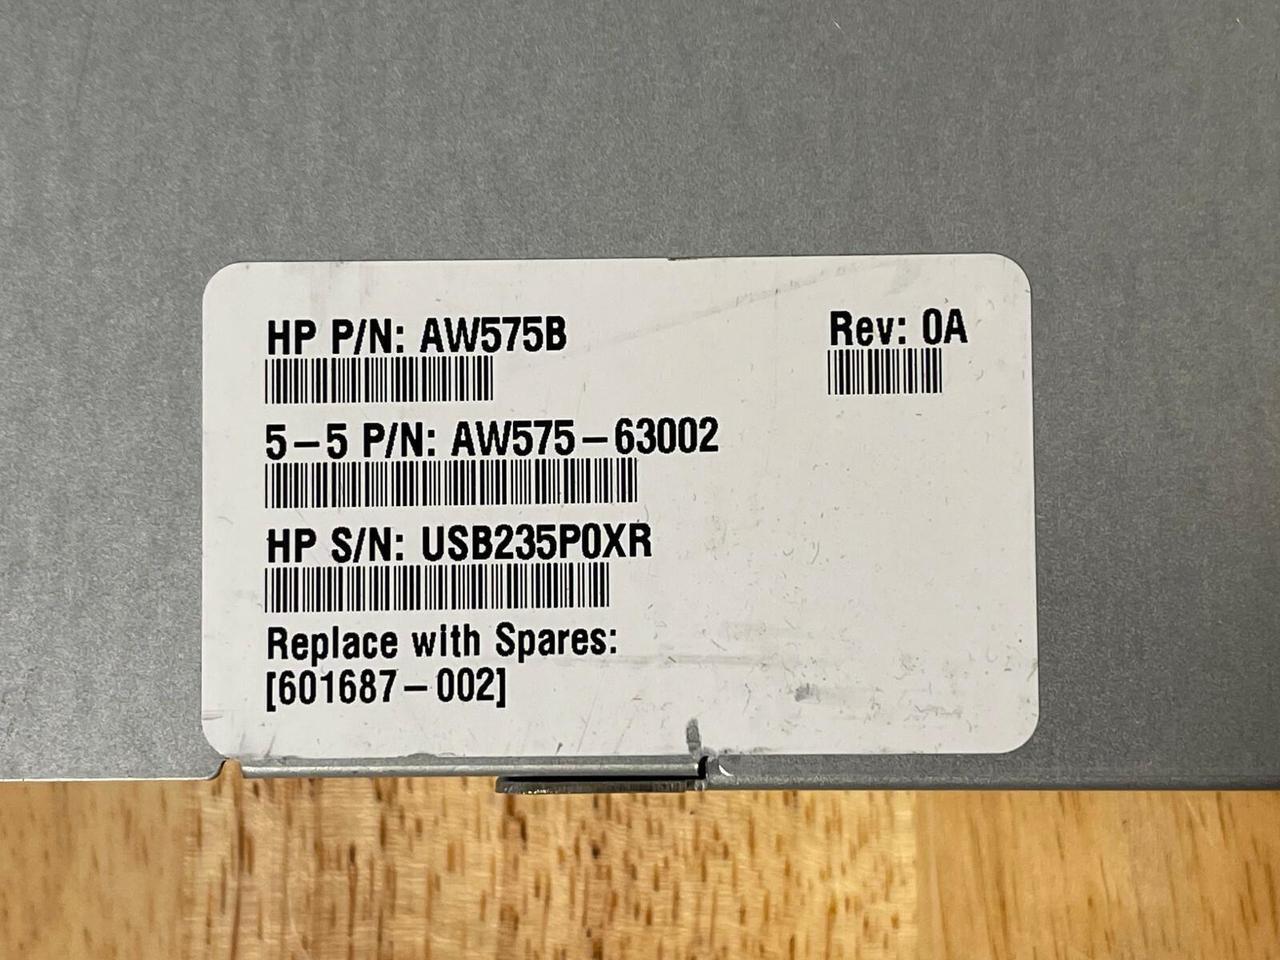 HP P/N: AW575B
Rev: 0A
5-5 P/N: AW575-63002
HP S/N: USB235P0XR
Replace with Spares:
[601687-002]